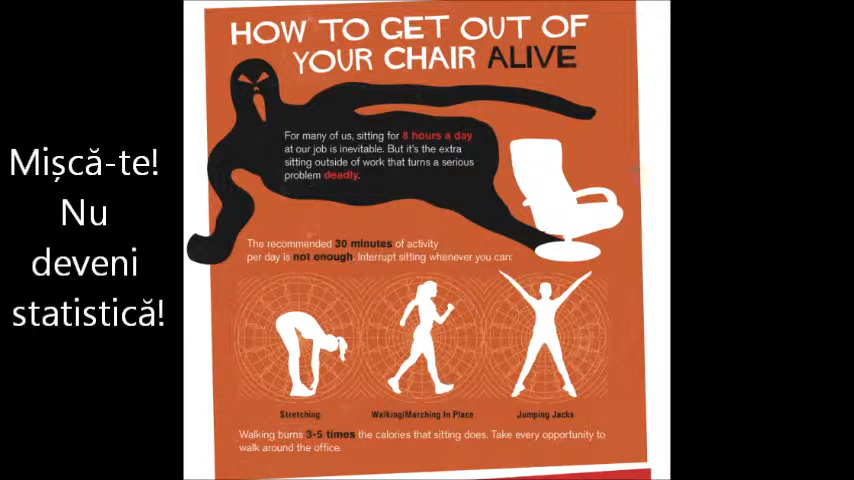 Mișcă-te!
Nu
deveni
statistică!
HOW TO GET OUT OF
YOUR CHAIR ALIVE
For many of us, sitting for 8 hours a day
at our job is inevitable. But it's the extra
sitting outside of work that turns a serious
problem deadly.
The recommended 30 minutes of activity
per day is not enough. Interrupt sitting whenever you can:
Stretching
Walking/Marching In Place
Jumping Jacks
Walking burns 3-5 times the calories that sitting does. Take every opportunity to
walk around the office.